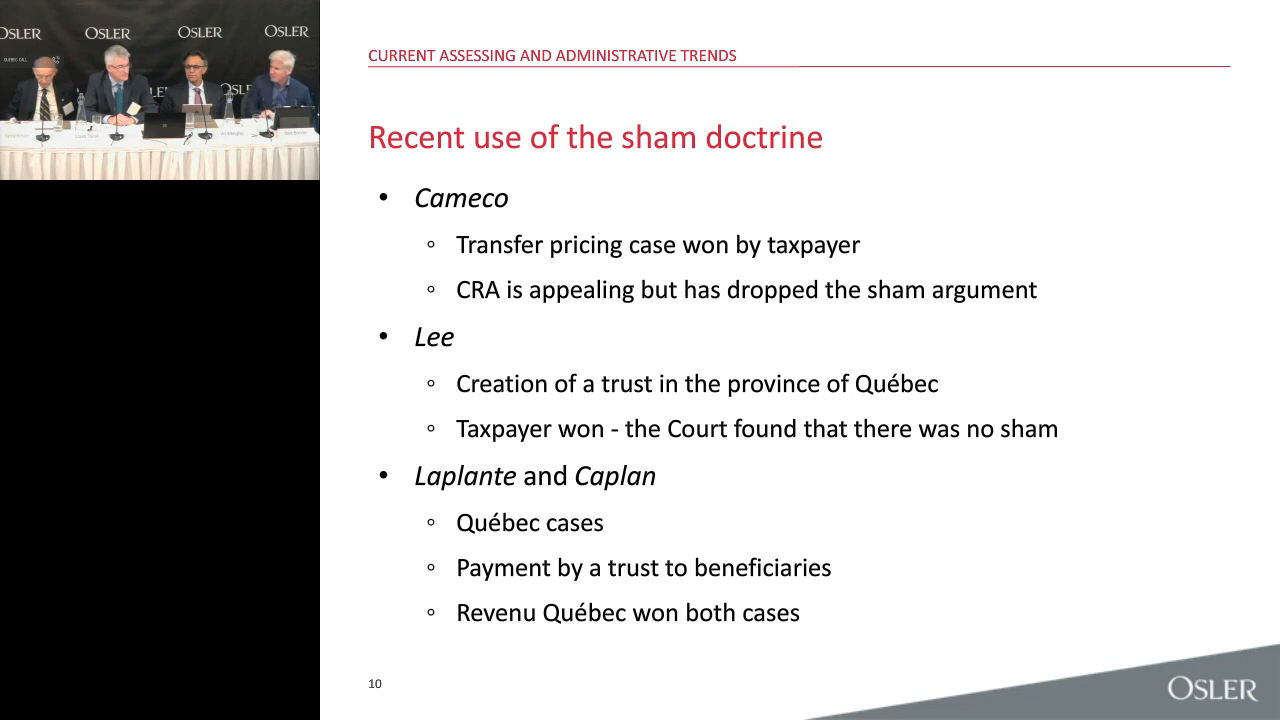 OSLER
OSLER
OSLER
OSLER
CURRENT ASSESSING AND ADMINISTRATIVE TRENDS
Recent use of the sham doctrine
• Cameco
◦ Transfer pricing case won by taxpayer
◦ CRA is appealing but has dropped the sham argument
• Lee
◦ Creation of a trust in the province of Québec
◦ Taxpayer won - the Court found that there was no sham
• Laplante and Caplan
◦ Québec cases
◦ Payment by a trust to beneficiaries
◦ Revenu Québec won both cases
10
OSLER